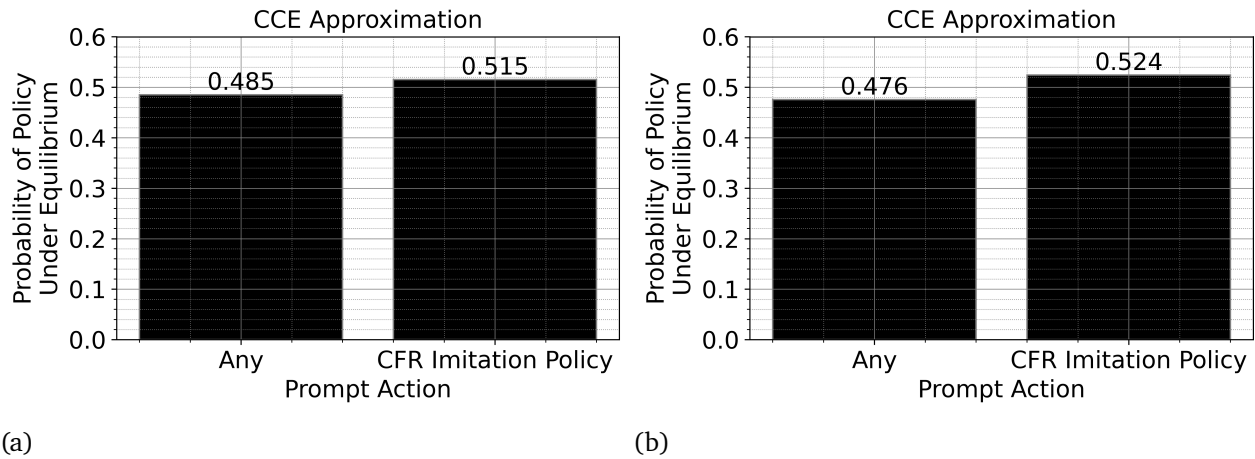 CCE Approximation
0.6
0.5
0.4
0.3
0.2
0.1
0.0
Probability of Policy
Under Equilibrium
0.485
0.515
Any
CFR Imitation Policy
Prompt Action
(a)
CCE Approximation
0.6
0.5
0.4
0.3
0.2
0.1
0.0
Probability of Policy
Under Equilibrium
0.476
0.524
Any
CFR Imitation Policy
Prompt Action
(b)